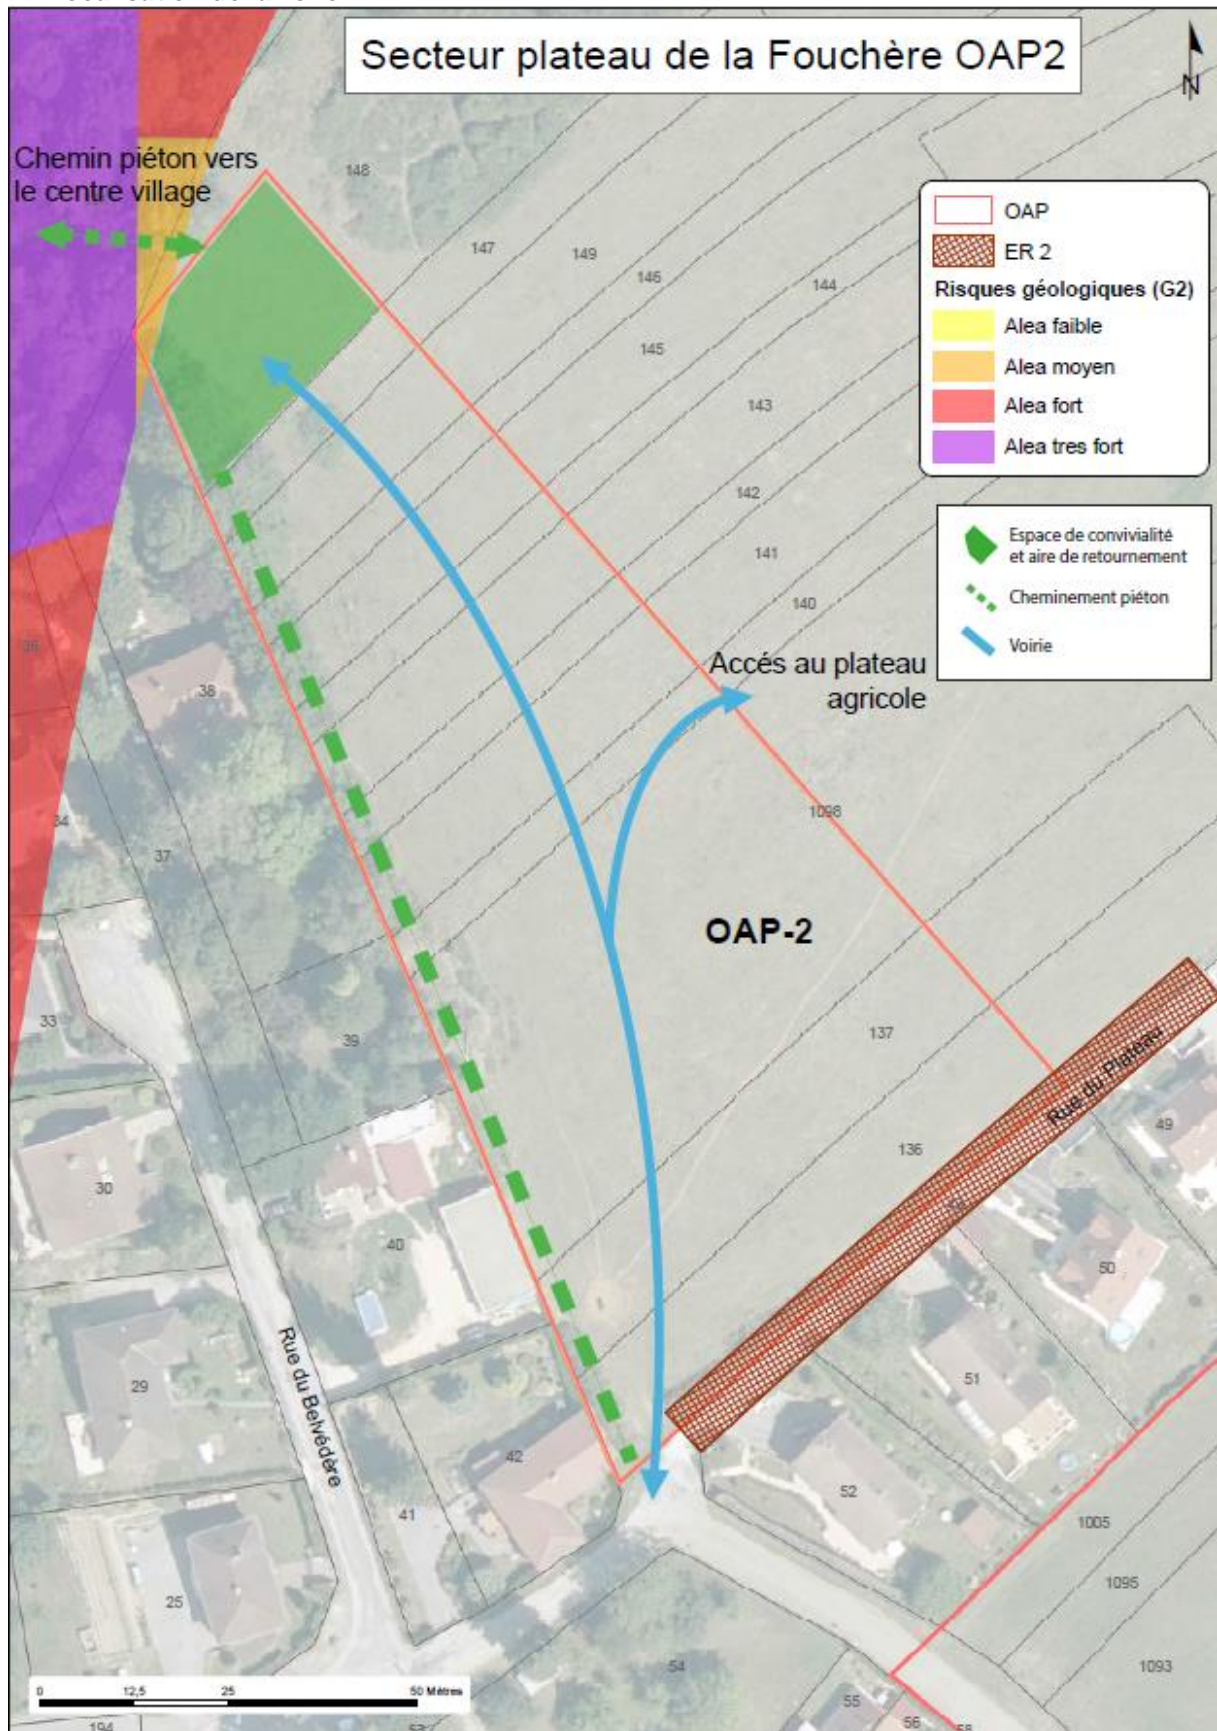 Secteur plateau de la Fouchère OAP2
N
Chemin piéton vers
le centre village
148
147
149
146
144
145
143
142
141
140
OAP
ER 2
Risques géologiques (G2)
Alea faible
Alea moyen
Alea fort
Alea tres fort
Espace de convivialité
et aire de retournement
Cheminement piéton
Voirie
Accés au plateau
agricole
38
34
37
1098
OAP-2
33
39
137
Rue du Plateau
49
136
30
40
50
Rue du Belvédère
29
51
42
52
41
1005
25
1095
54
1093
55
56
0 12,5 25 50 Mètres
194